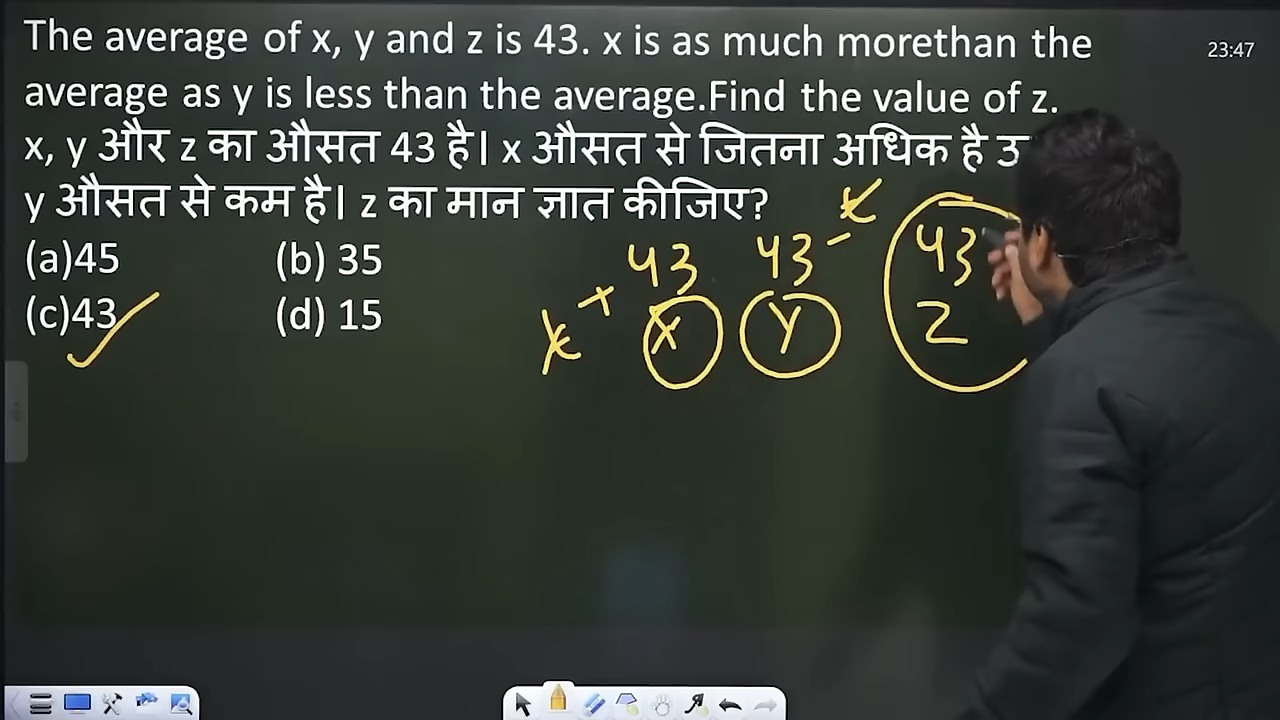 The average of x, y and z is 43. x is as much morethan the
average as y is less than the average.Find the value of z.
x, y और z का औसत 43 है| x औसत से जितना अधिक है
y औसत से कम है| z का मान ज्ञात कीजिए?
(a)45 (b) 35
(c)43 (d) 15
23:47
43 43 - k 43
k + x y z